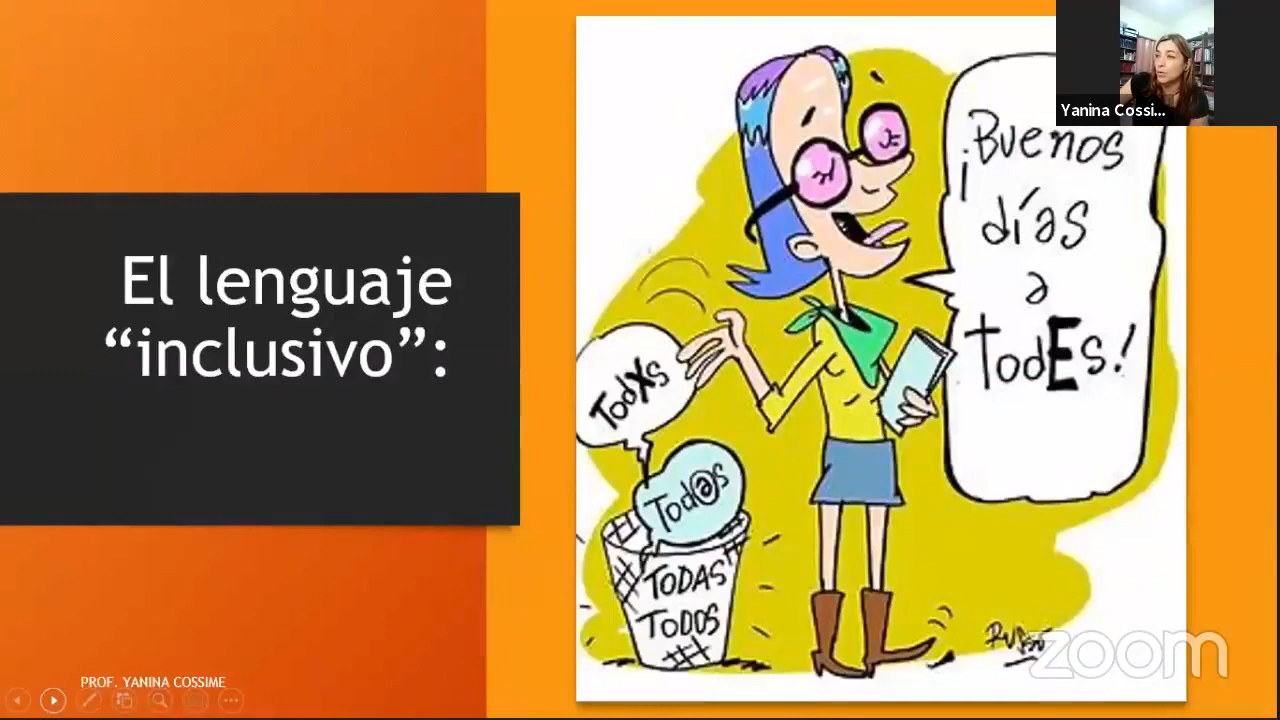 El lenguaje
“inclusivo”:
PROF. YANINA COSSIME
¡Buenos
días
a
todEs!
TodXs
Tod@s
TODAS
TODOS
Yanina Cossi...
zoom